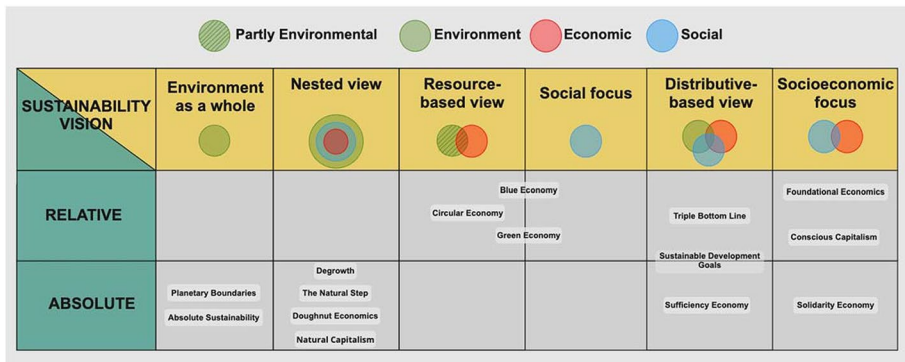 Partly Environmental Environment Economic Social
SUSTAINABILITY
VISION
Environment
as a whole
Nested view
Resource-
based view
Social focus
Distributive-
based view
Socioeconomic
focus
RELATIVE
Blue Economy
Circular Economy
Green Economy
Triple Bottom Line
Sustainable Development
Goals
Foundational Economics
Conscious Capitalism
ABSOLUTE
Planetary Boundaries
Absolute Sustainability
Degrowth
The Natural Step
Doughnut Economics
Natural Capitalism
Sufficiency Economy
Solidarity Economy